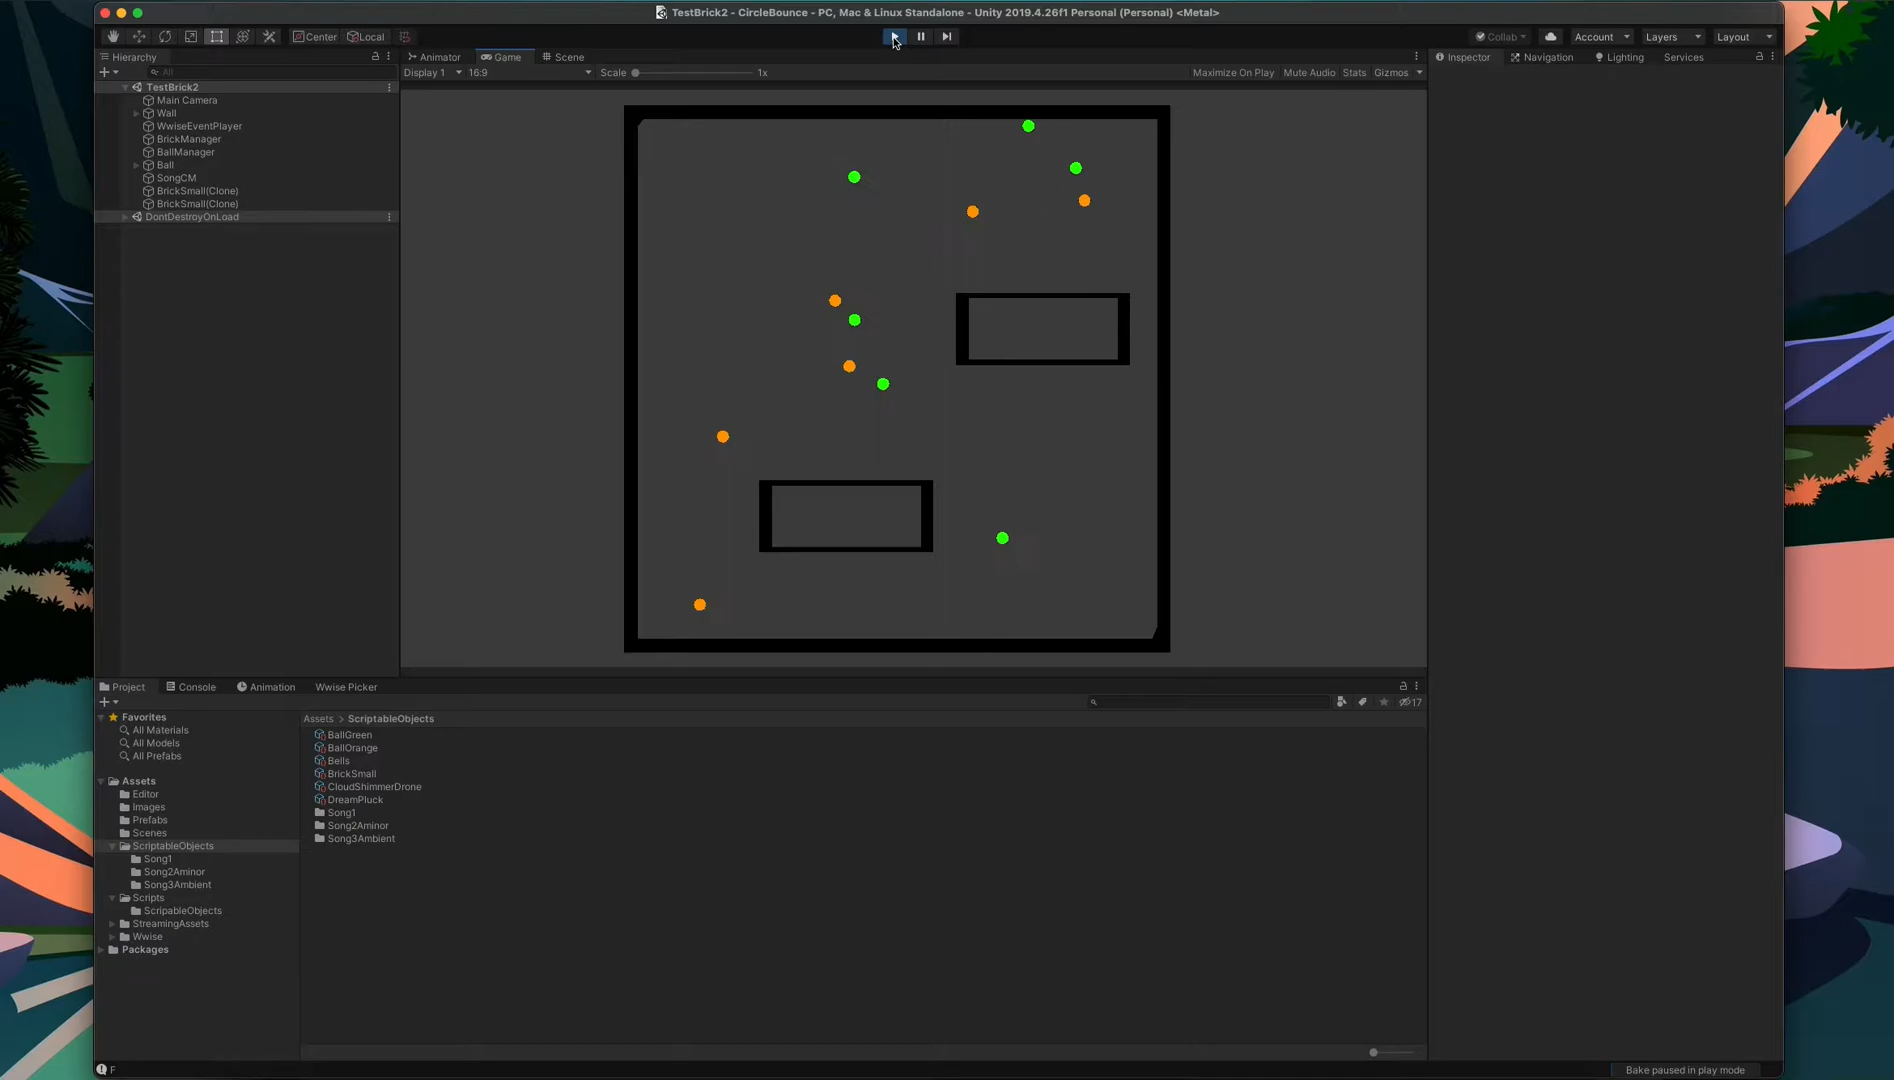 TestBrick2 - CircleBounce - PC, Mac & Linux Standalone - Unity 2019.4.26f1 Personal (Personal) <Metal>
Center Local Collab Account Layers Layout
Hierarchy Animator Game Scene Inspector Navigation Lighting Services
All Display 1 16:9 Scale 1x Maximize On Play Mute Audio Stats Gizmos
TestBrick2
Main Camera
Wall
WwiseEventPlayer
BrickManager
BallManager
Ball
SongCM
BrickSmall(Clone)
BrickSmall(Clone)
DontDestroyOnLoad
Project Console Animation Wwise Picker
17
Favorites
All Materials
All Models
All Prefabs
Assets
Editor
Images
Prefabs
Scenes
ScriptableObjects
Song1
Song2Aminor
Song3Ambient
Scripts
ScripableObjects
StreamingAssets
Wwise
Packages
Assets > ScriptableObjects
BallGreen
BallOrange
Bells
BrickSmall
CloudShimmerDrone
DreamPluck
Song1
Song2Aminor
Song3Ambient
F
Bake paused in play mode